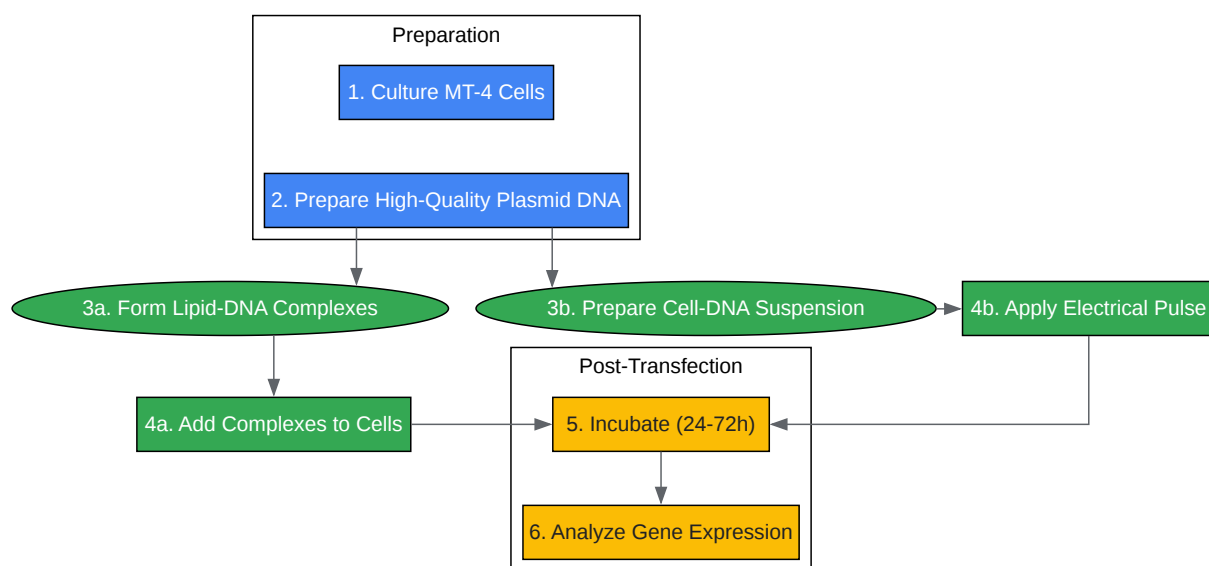 Preparation
1. Culture MT-4 Cells
2. Prepare High-Quality Plasmid DNA
3a. Form Lipid-DNA Complexes
3b. Prepare Cell-DNA Suspension
4b. Apply Electrical Pulse
Post-Transfection
4a. Add Complexes to Cells
5. Incubate (24-72h)
6. Analyze Gene Expression